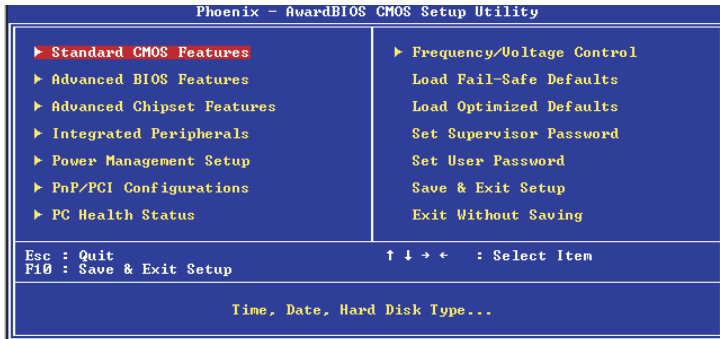 Phoenix - AwardBIOS CMOS Setup Utility
▶ Standard CMOS Features
▶ Advanced BIOS Features
▶ Advanced Chipset Features
▶ Integrated Peripherals
▶ Power Management Setup
▶ PnP/PCI Configurations
▶ PC Health Status
▶ Frequency/Voltage Control
Load Fail-Safe Defaults
Load Optimized Defaults
Set Supervisor Password
Set User Password
Save & Exit Setup
Exit Without Saving
Esc : Quit
F10 : Save & Exit Setup
↑ ↓ → ← : Select Item
Time, Date, Hard Disk Type...